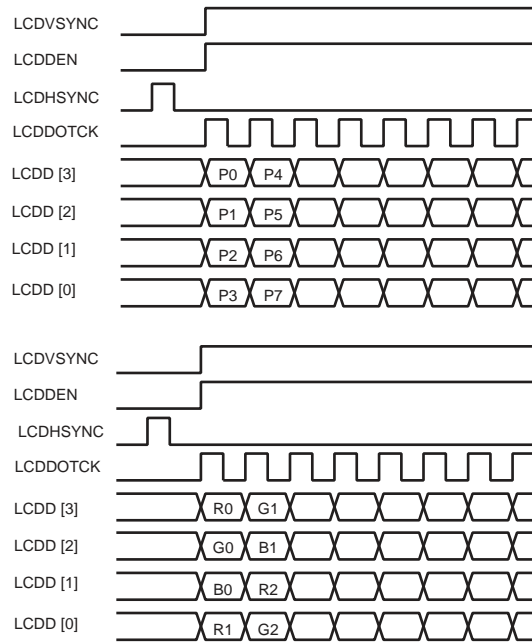 LCDVSYNC
LCDDEN
LCDHSYNC
LCDDOTCK
LCDD [3] P0 P4
LCDD [2] P1 P5
LCDD [1] P2 P6
LCDD [0] P3 P7
LCDVSYNC
LCDDEN
LCDHSYNC
LCDDOTCK
LCDD [3] R0 G1
LCDD [2] G0 B1
LCDD [1] B0 R2
LCDD [0] R1 G2